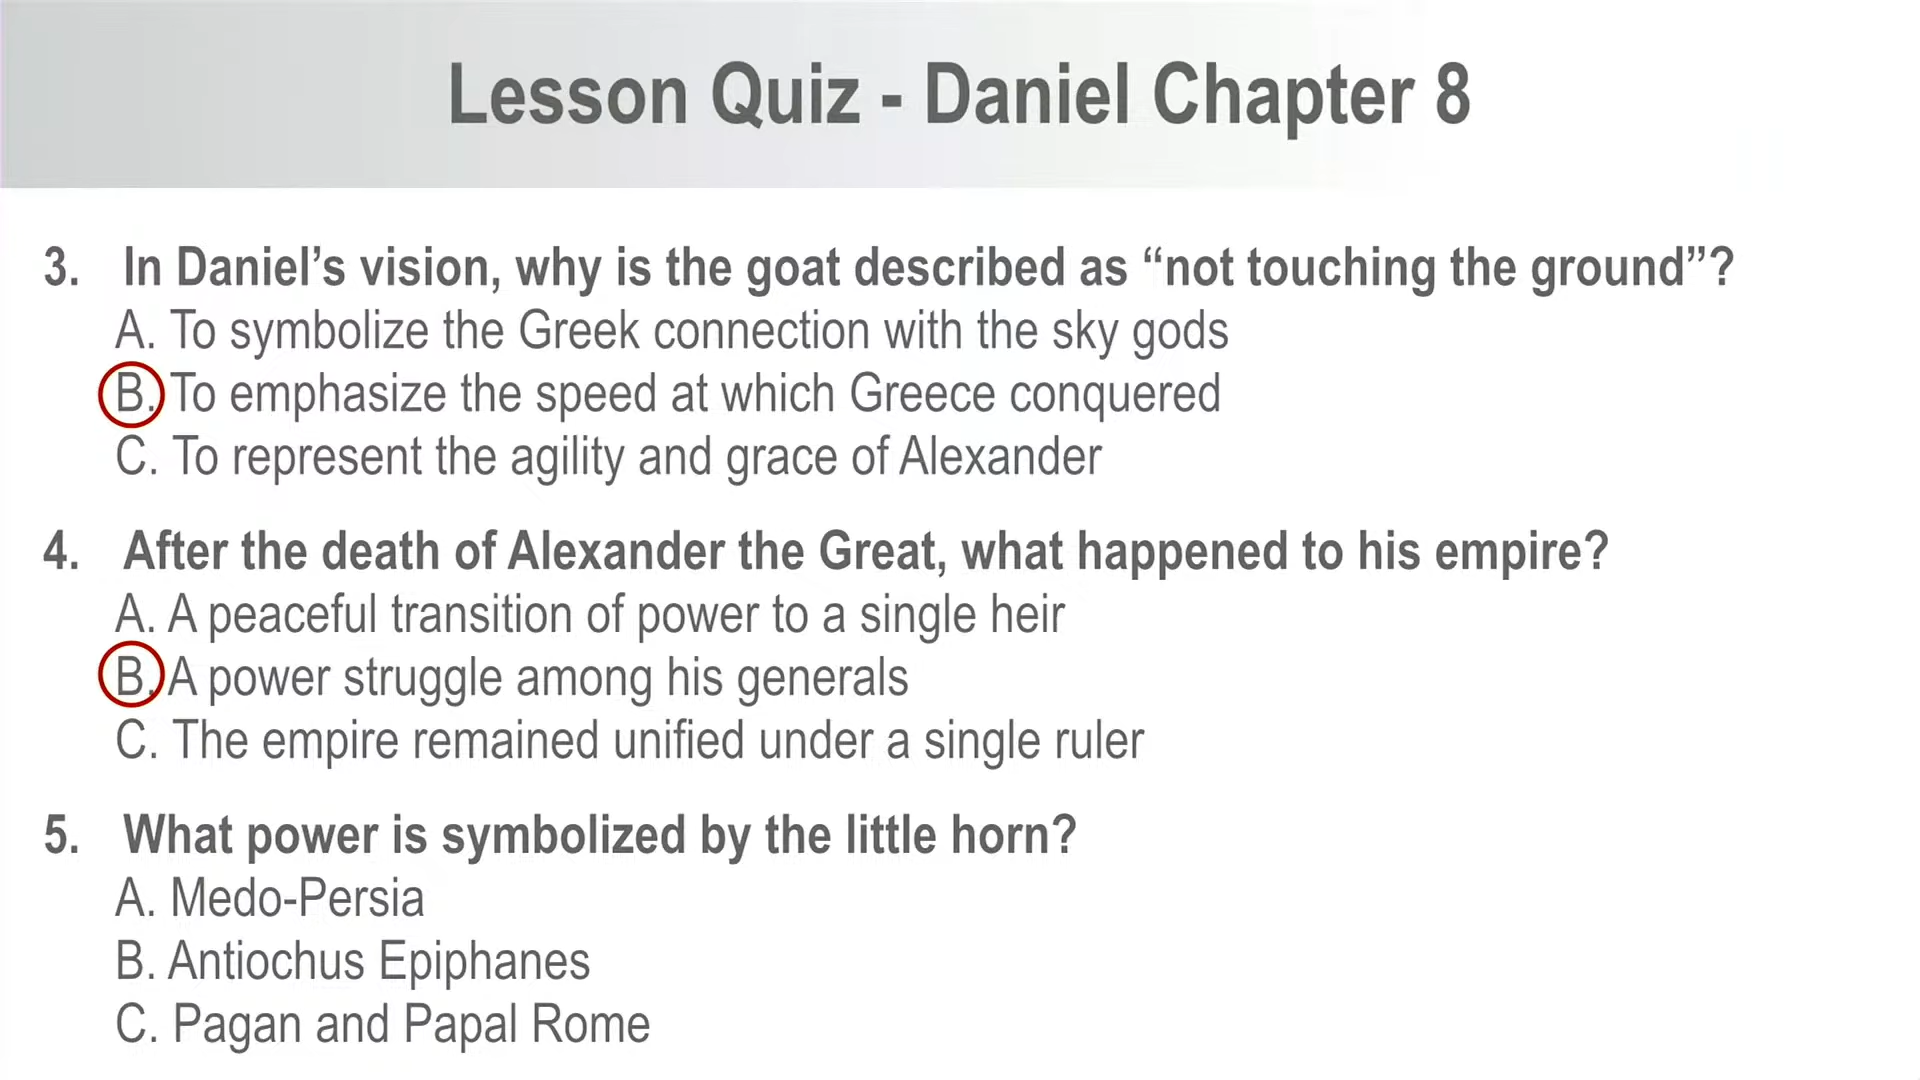 Lesson Quiz - Daniel Chapter 8
3. In Daniel’s vision, why is the goat described as “not touching the ground”?
A. To symbolize the Greek connection with the sky gods
B. To emphasize the speed at which Greece conquered
C. To represent the agility and grace of Alexander
4. After the death of Alexander the Great, what happened to his empire?
A. A peaceful transition of power to a single heir
B. A power struggle among his generals
C. The empire remained unified under a single ruler
5. What power is symbolized by the little horn?
A. Medo-Persia
B. Antiochus Epiphanes
C. Pagan and Papal Rome